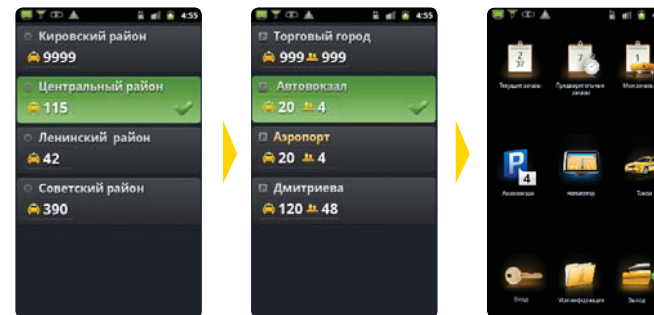 4:55
Кировский район
9999
Центральный район
115
Ленинский район
42
Советский район
390
4:55
Торговый город
999 999
Автовокзал
20 4
Аэропорт
20 4
Дмитриева
120 48
Текущие заказы
Предварительные заказы
Мои заказы
Автовокзал
Навигатор
Такси
Вход
Моя информация
Выход